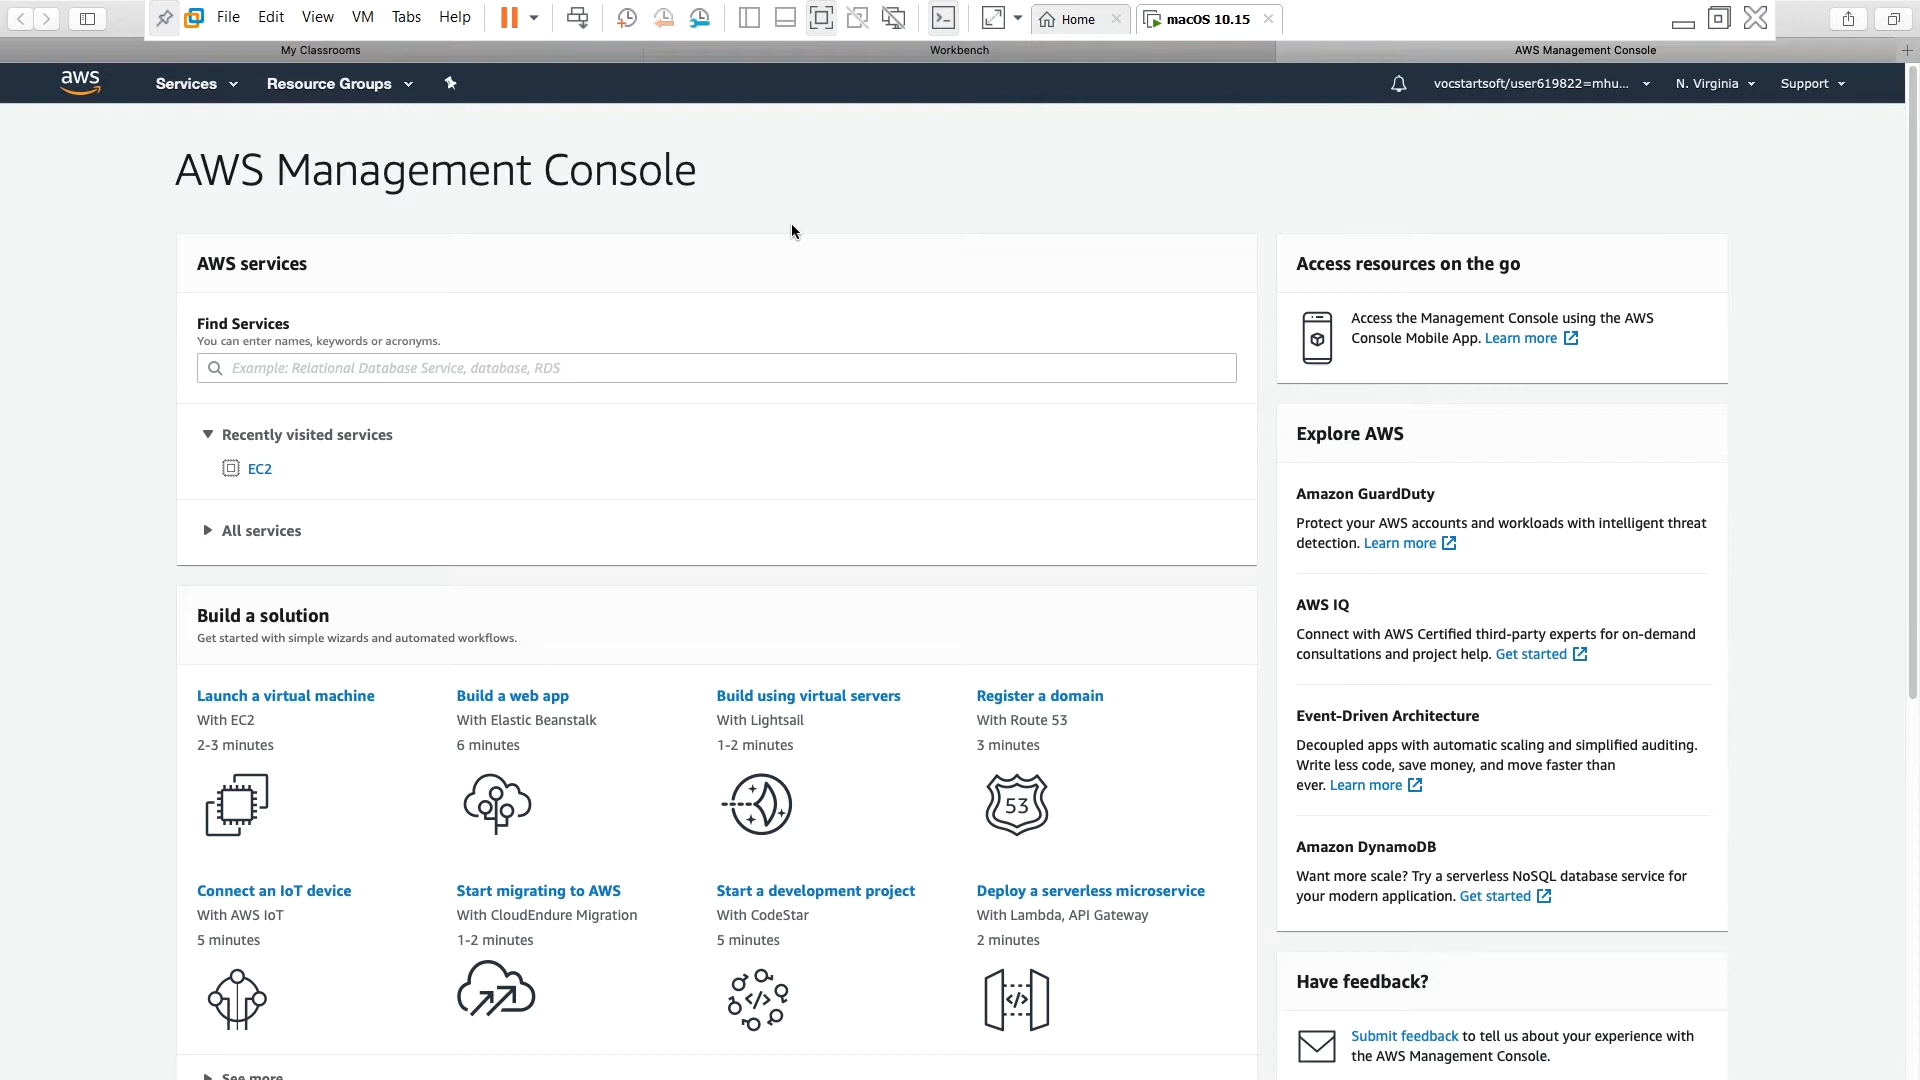 File Edit View VM Tabs Help Home macOS 10.15
My Classrooms Workbench AWS Management Console
aws Services Resource Groups vocstartsoft/user619822=mhu... N. Virginia Support
AWS Management Console
AWS services
Find Services
You can enter names, keywords or acronyms.
Example: Relational Database Service, database, RDS
Recently visited services
EC2
All services
Build a solution
Get started with simple wizards and automated workflows.
Launch a virtual machine
With EC2
2-3 minutes
Build a web app
With Elastic Beanstalk
6 minutes
Build using virtual servers
With Lightsail
1-2 minutes
Register a domain
With Route 53
3 minutes
53
Connect an IoT device
With AWS IoT
5 minutes
Start migrating to AWS
With CloudEndure Migration
1-2 minutes
Start a development project
With CodeStar
5 minutes
</>
Deploy a serverless microservice
With Lambda, API Gateway
2 minutes
</>
See more
Access resources on the go
Access the Management Console using the AWS
Console Mobile App. Learn more
Explore AWS
Amazon GuardDuty
Protect your AWS accounts and workloads with intelligent threat
detection. Learn more
AWS IQ
Connect with AWS Certified third-party experts for on-demand
consultations and project help. Get started
Event-Driven Architecture
Decoupled apps with automatic scaling and simplified auditing.
Write less code, save money, and move faster than
ever. Learn more
Amazon DynamoDB
Want more scale? Try a serverless NoSQL database service for
your modern application. Get started
Have feedback?
Submit feedback to tell us about your experience with
the AWS Management Console.